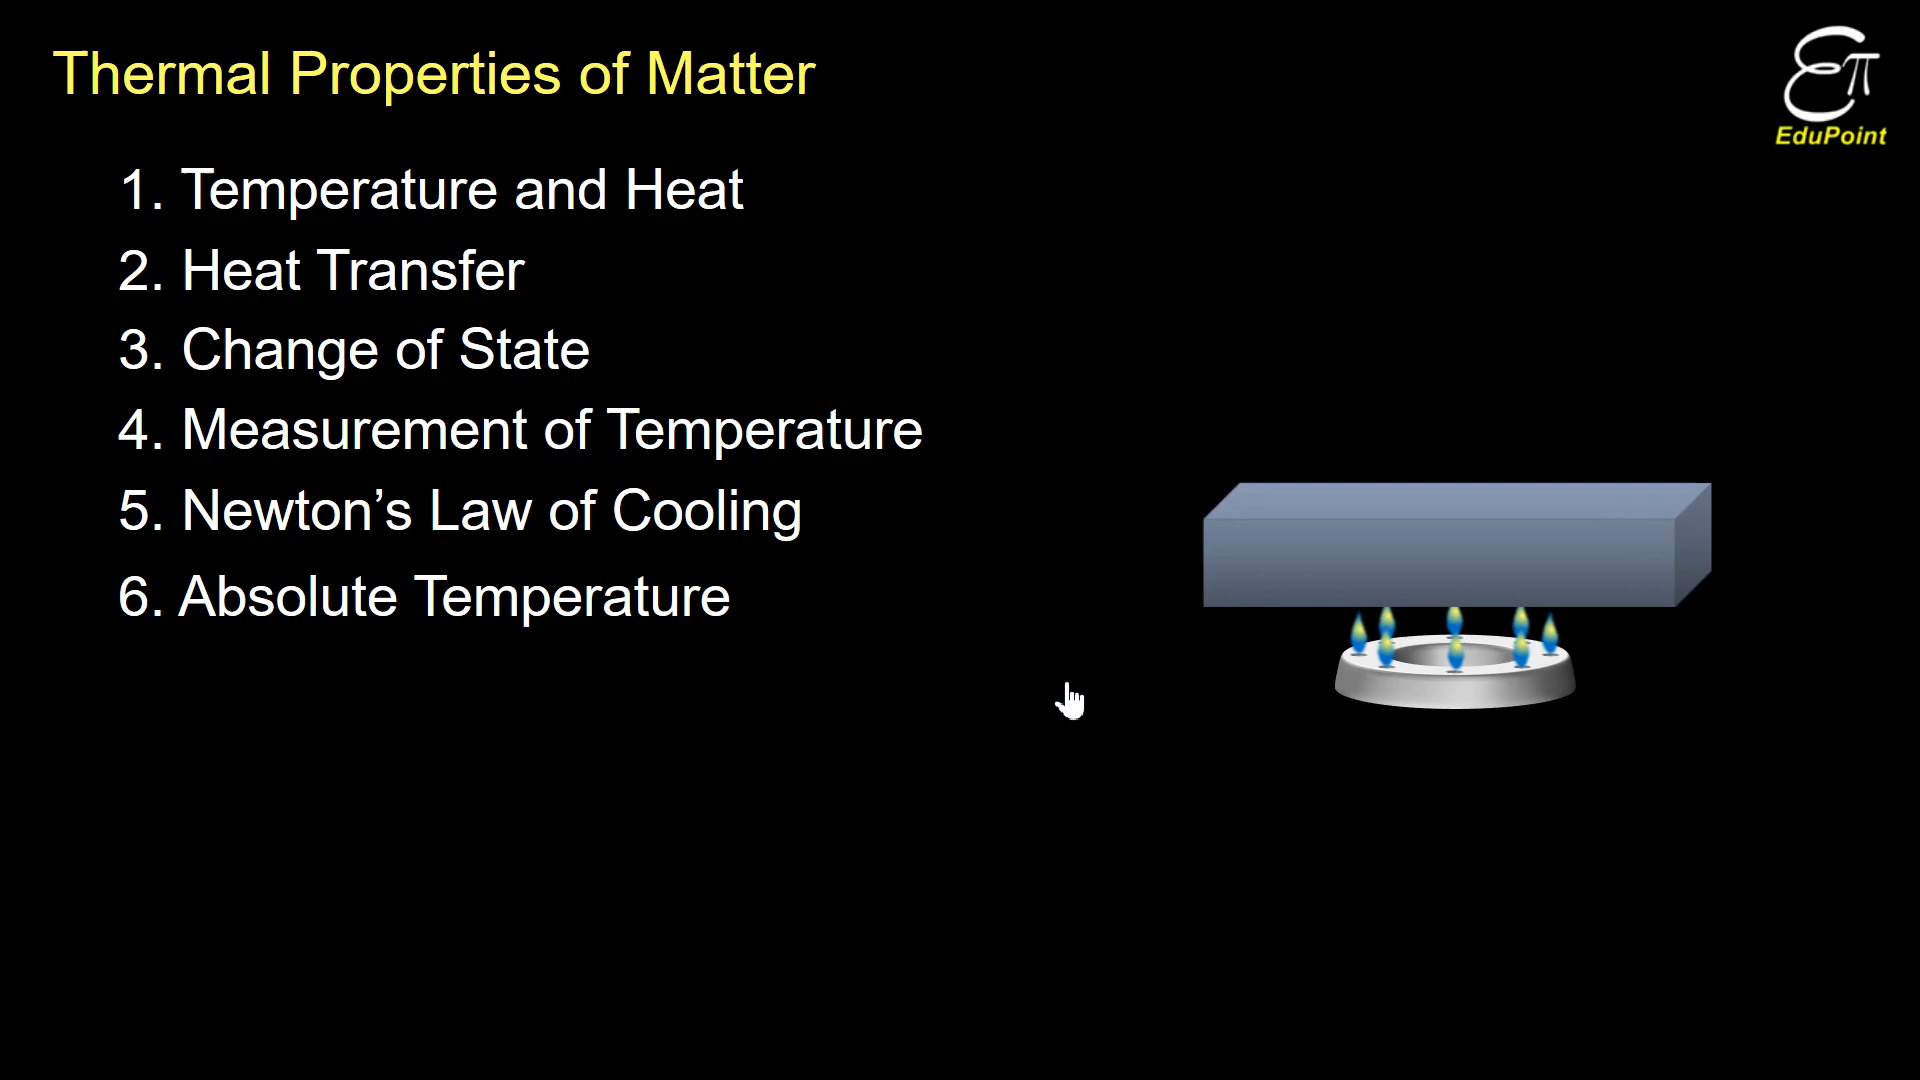 Thermal Properties of Matter
επ
EduPoint
1. Temperature and Heat
2. Heat Transfer
3. Change of State
4. Measurement of Temperature
5. Newton’s Law of Cooling
6. Absolute Temperature